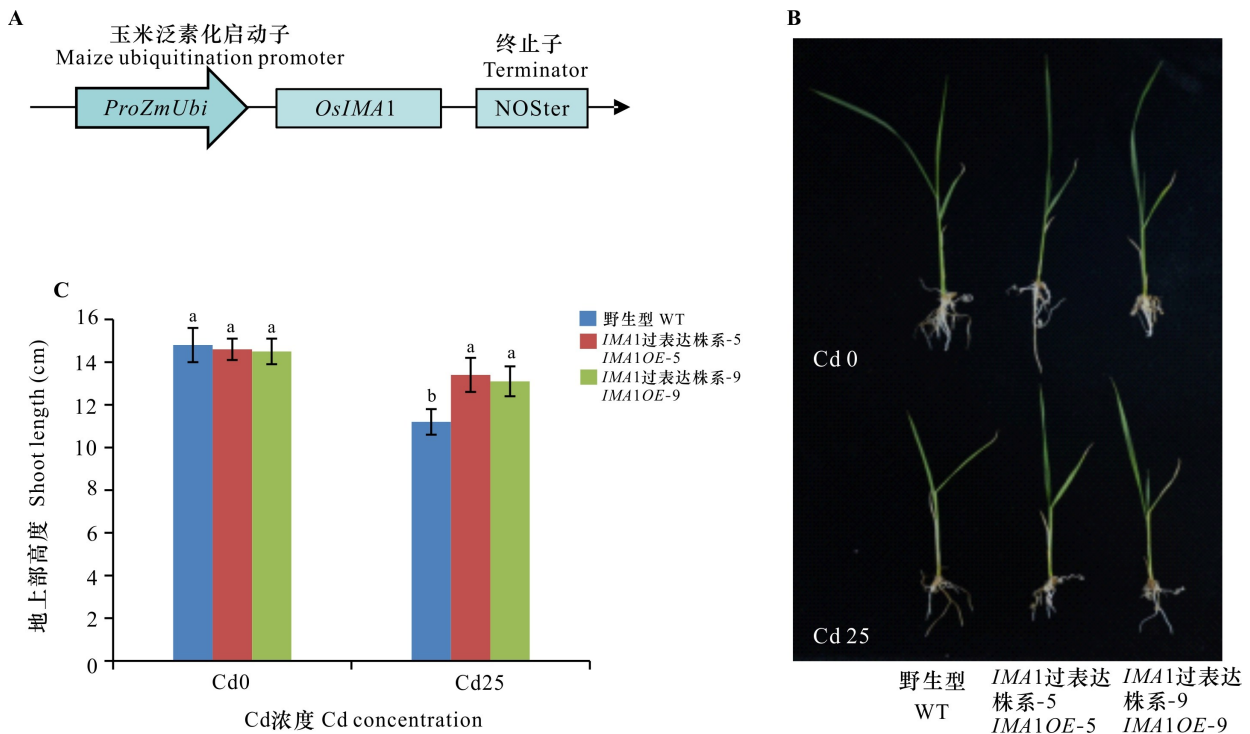 A
玉米泛素化启动子
Maize ubiquitination promoter
终止子
Terminator
ProZmUbi
OsIMA1
NOSter
B
Cd 0
Cd 25
野生型
WT
IMA1过表达
株系-5
IMA1OE-5
IMA1过表达
株系-9
IMA1OE-9
C
地上部高度 Shoot length (cm)
16
14
12
10
8
6
4
2
0
a
a
a
b
a
a
Cd0
Cd25
Cd浓度 Cd concentration
野生型 WT
IMA1过表达株系-5
IMA1OE-5
IMA1过表达株系-9
IMA1OE-9